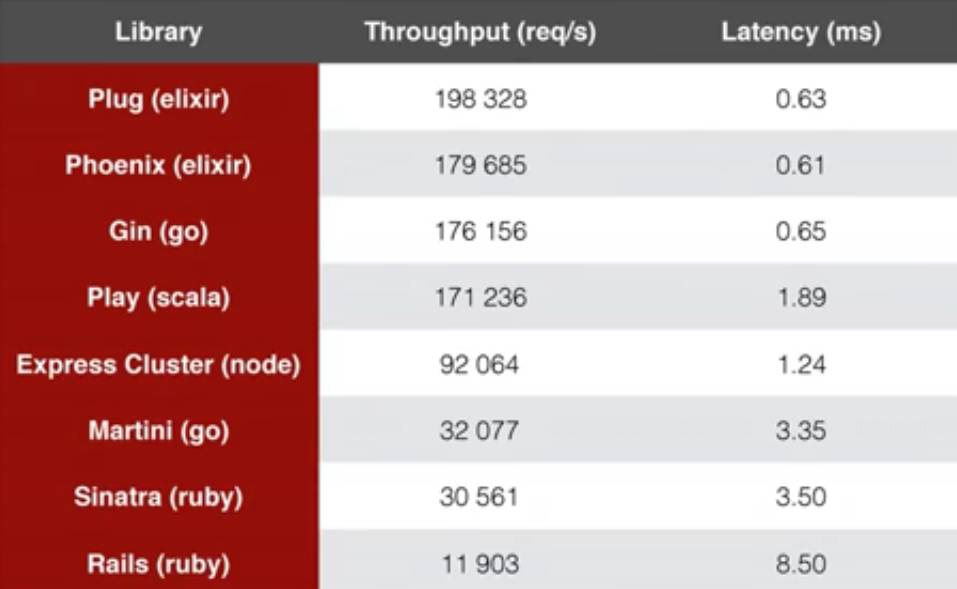 Library Throughput (req/s) Latency (ms)
Plug (elixir) 198 328 0.63
Phoenix (elixir) 179 685 0.61
Gin (go) 176 156 0.65
Play (scala) 171 236 1.89
Express Cluster (node) 92 064 1.24
Martini (go) 32 077 3.35
Sinatra (ruby) 30 561 3.50
Rails (ruby) 11 903 8.50